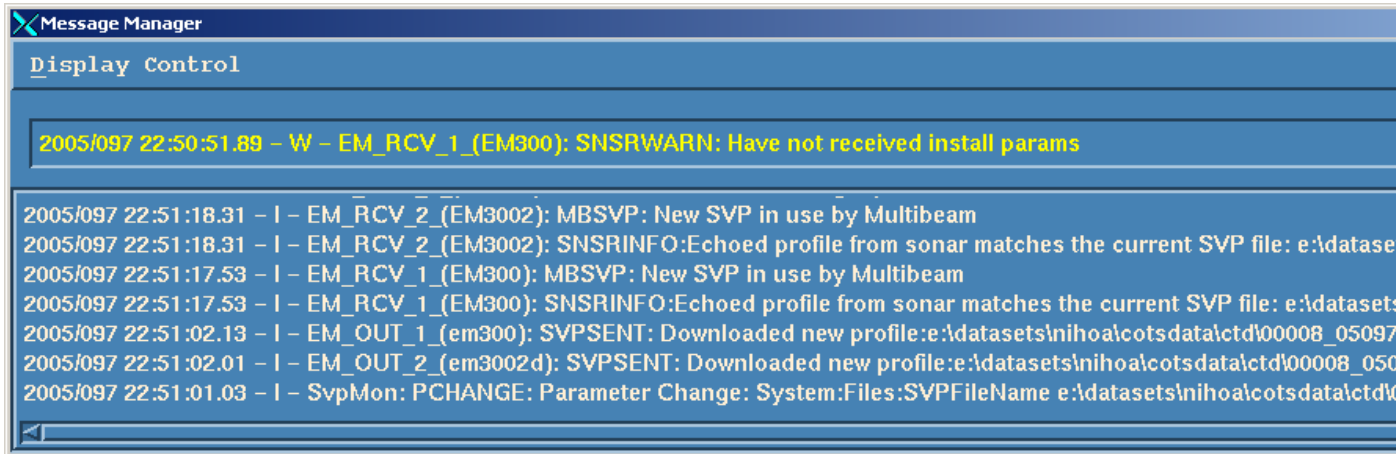 Message Manager
Display Control
2005/097 22:50:51.89 – W – EM_RCV_1_(EM300): SNSRWARN: Have not received install params
2005/097 22:51:18.31 – I – EM_RCV_2_(EM3002): MBSVP: New SVP in use by Multibeam
2005/097 22:51:18.31 – I – EM_RCV_2_(EM3002): SNSRINFO:Echoed profile from sonar matches the current SVP file: e:\datase
2005/097 22:51:17.53 – I – EM_RCV_1_(EM300): MBSVP: New SVP in use by Multibeam
2005/097 22:51:17.53 – I – EM_RCV_1_(EM300): SNSRINFO:Echoed profile from sonar matches the current SVP file: e:\datasets
2005/097 22:51:02.13 – I – EM_OUT_1_(em300): SVPSENT: Downloaded new profile:e:\datasets\nihoa\cotsdata\ctd\00008_05097
2005/097 22:51:02.01 – I – EM_OUT_2_(em3002d): SVPSENT: Downloaded new profile:e:\datasets\nihoa\cotsdata\ctd\00008_050
2005/097 22:51:01.03 – I – SvpMon: PCHANGE: Parameter Change: System:Files:SVPFileName e:\datasets\nihoa\cotsdata\ctd\